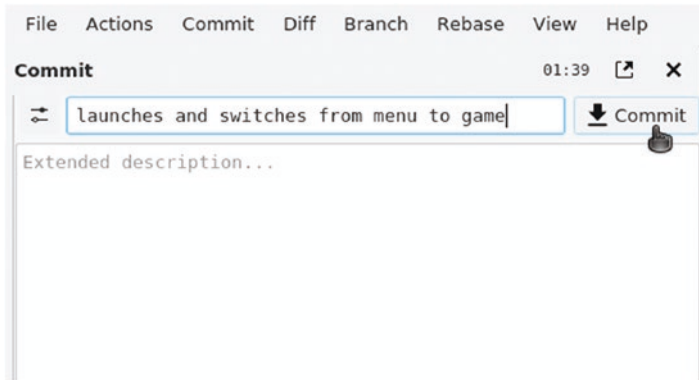 File Actions Commit Diff Branch Rebase View Help
Commit 01:39
launches and switches from menu to game
Commit
Extended description...